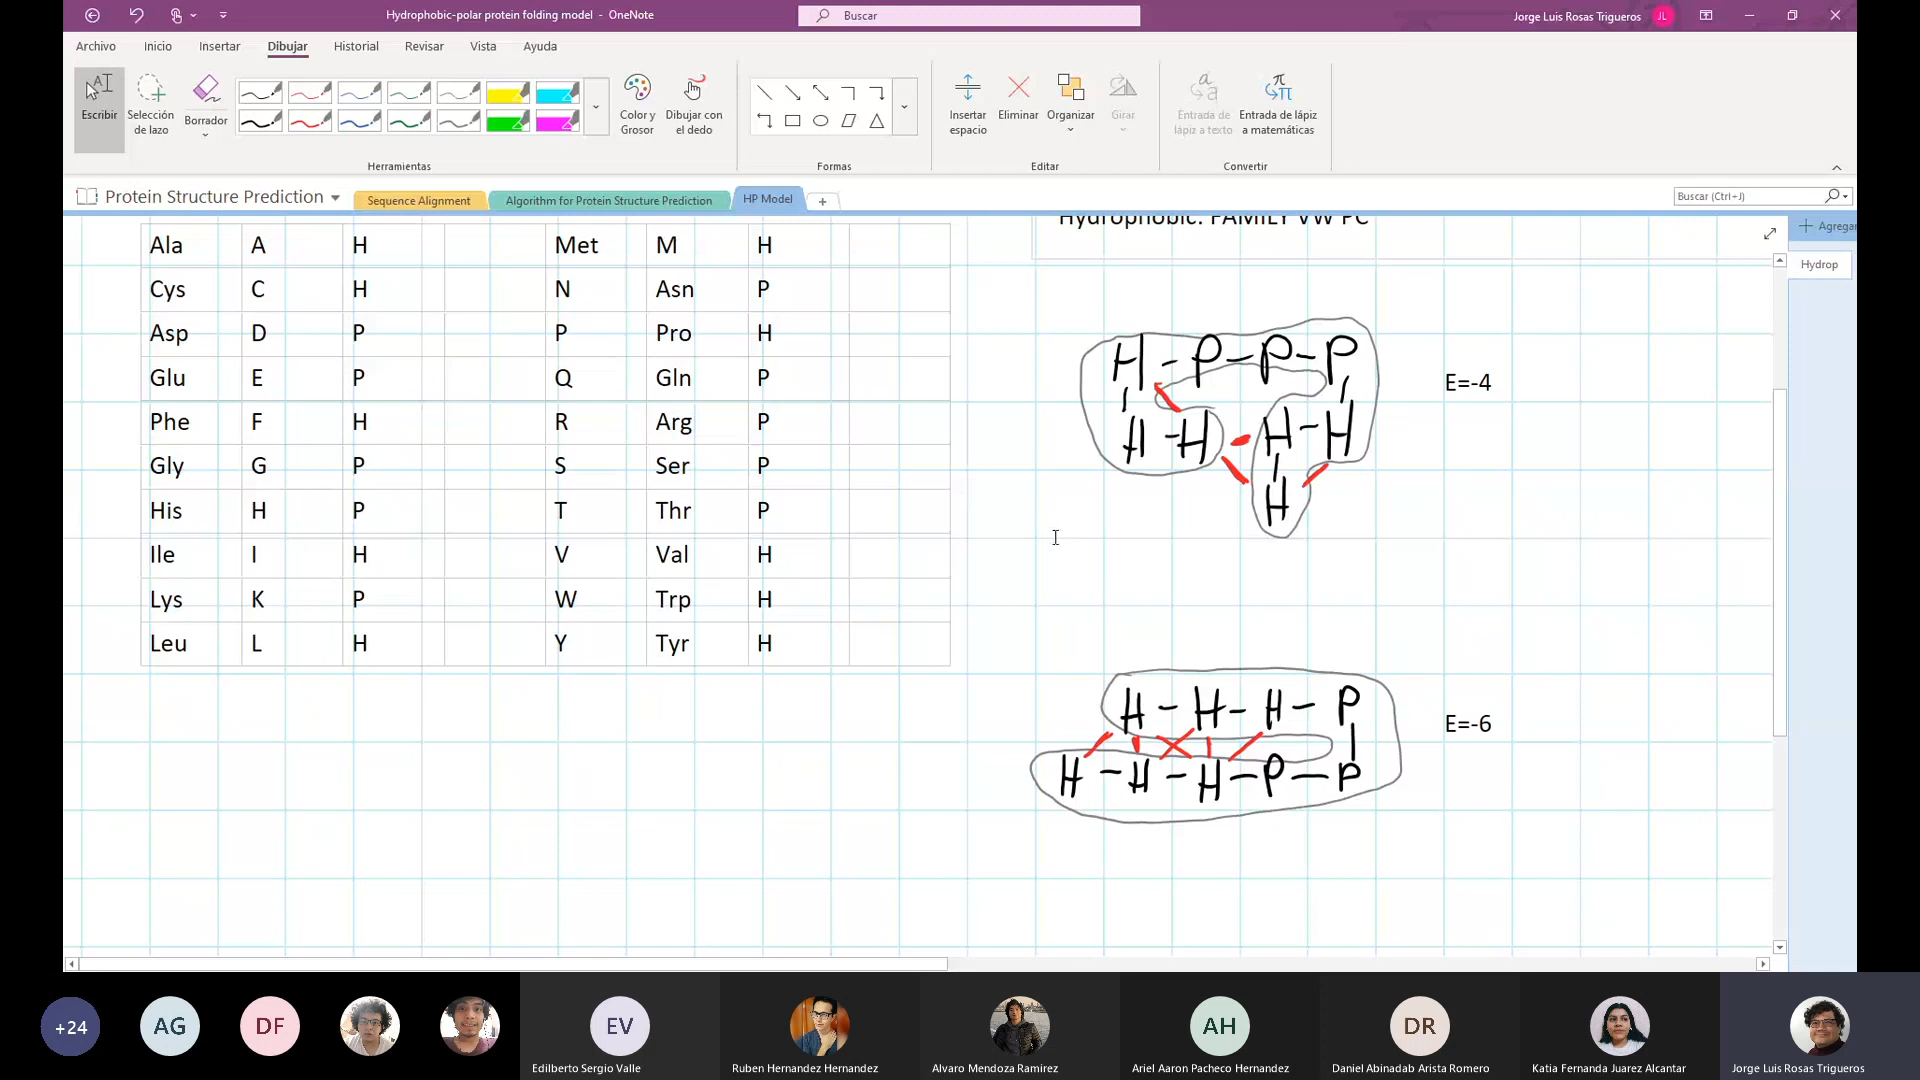 Hydrophobic-polar protein folding model - OneNote
Buscar
Jorge Luis Rosas Trigueros
JL
Archivo Inicio Insertar Dibujar Historial Revisar Vista Ayuda
Escribir
Selección de lazo
Borrador
Color y Grosor
Dibujar con el dedo
Insertar espacio
Eliminar
Organizar
Girar
Entrada de lápiz a texto
Entrada de lápiz a matemáticas
Herramientas
Formas
Editar
Convertir
Protein Structure Prediction
Sequence Alignment
Algorithm for Protein Structure Prediction
HP Model
Buscar (Ctrl+J)
Agregar
Hydrop
Hydrophobic: FAMILY VW PC
Ala A H Met M H
Cys C H N Asn P
Asp D P P Pro H
Glu E P Q Gln P
Phe F H R Arg P
Gly G P S Ser P
His H P T Thr P
Ile I H V Val H
Lys K P W Trp H
Leu L H Y Tyr H
H - P - P - P
H - H H - H
H
E=-4
H - H - H - P
H - H - H - P - P
E=-6
+24
AG
DF
EV
Edilberto Sergio Valle
Ruben Hernandez Hernandez
Alvaro Mendoza Ramirez
AH
Ariel Aaron Pacheco Hernandez
DR
Daniel Abinadab Arista Romero
Katia Fernanda Juarez Alcantar
Jorge Luis Rosas Trigueros